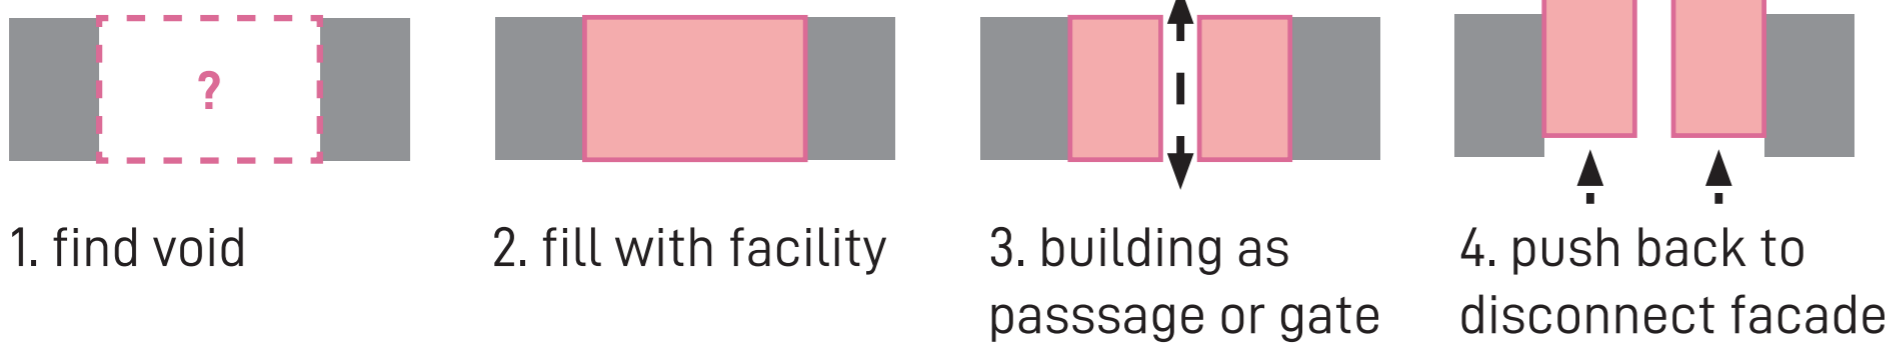 ?
1. find void
2. fill with facility
3. building as
passsage or gate
4. push back to
disconnect facade